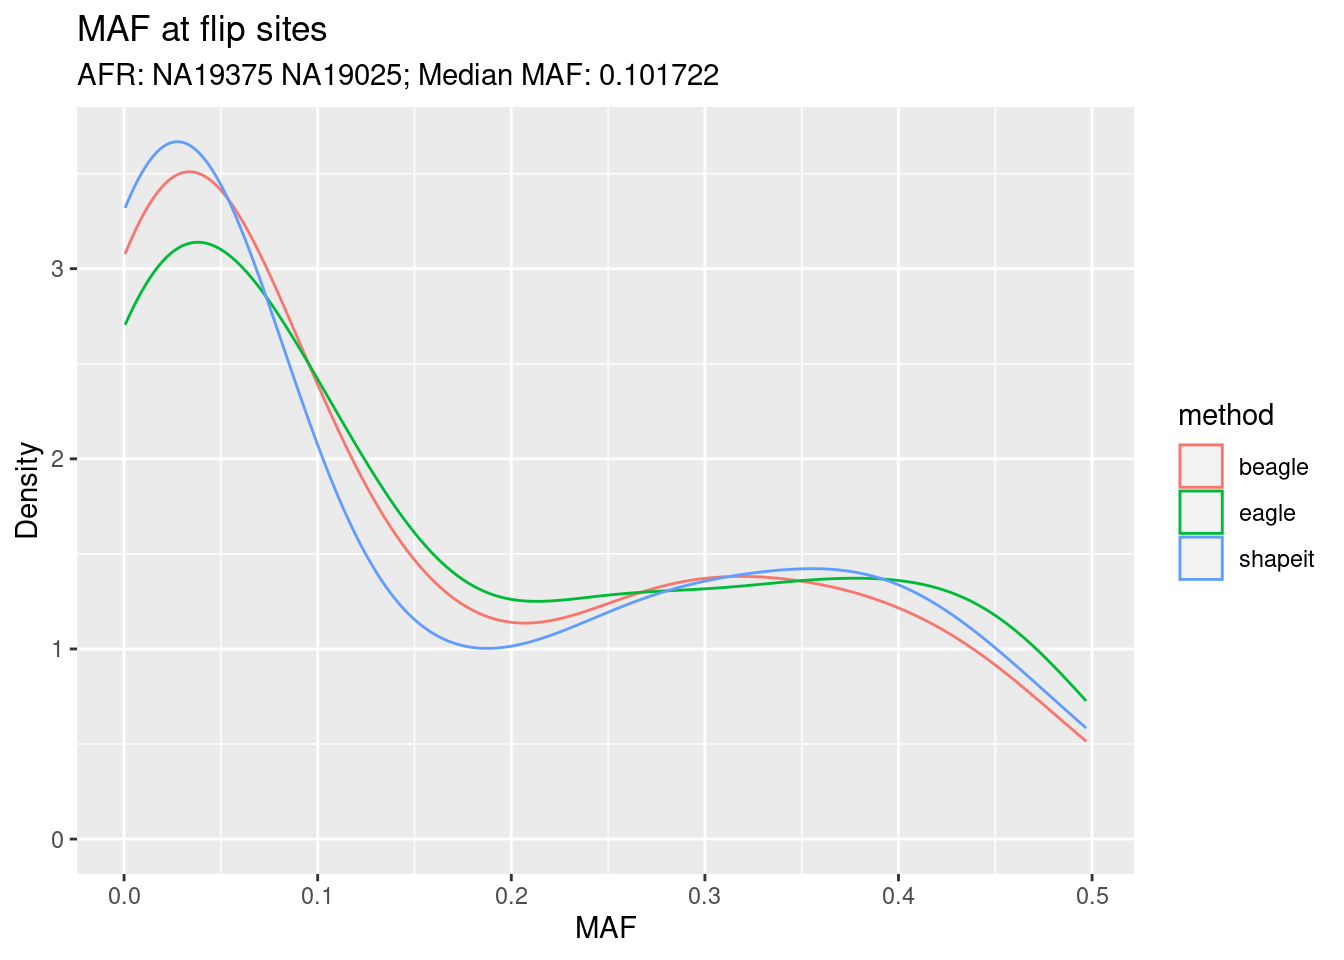 MAF at flip sites
AFR: NA19375 NA19025; Median MAF: 0.101722
Density
3
2
1
0
0.0 0.1 0.2 0.3 0.4 0.5
MAF
method
beagle
eagle
shapeit